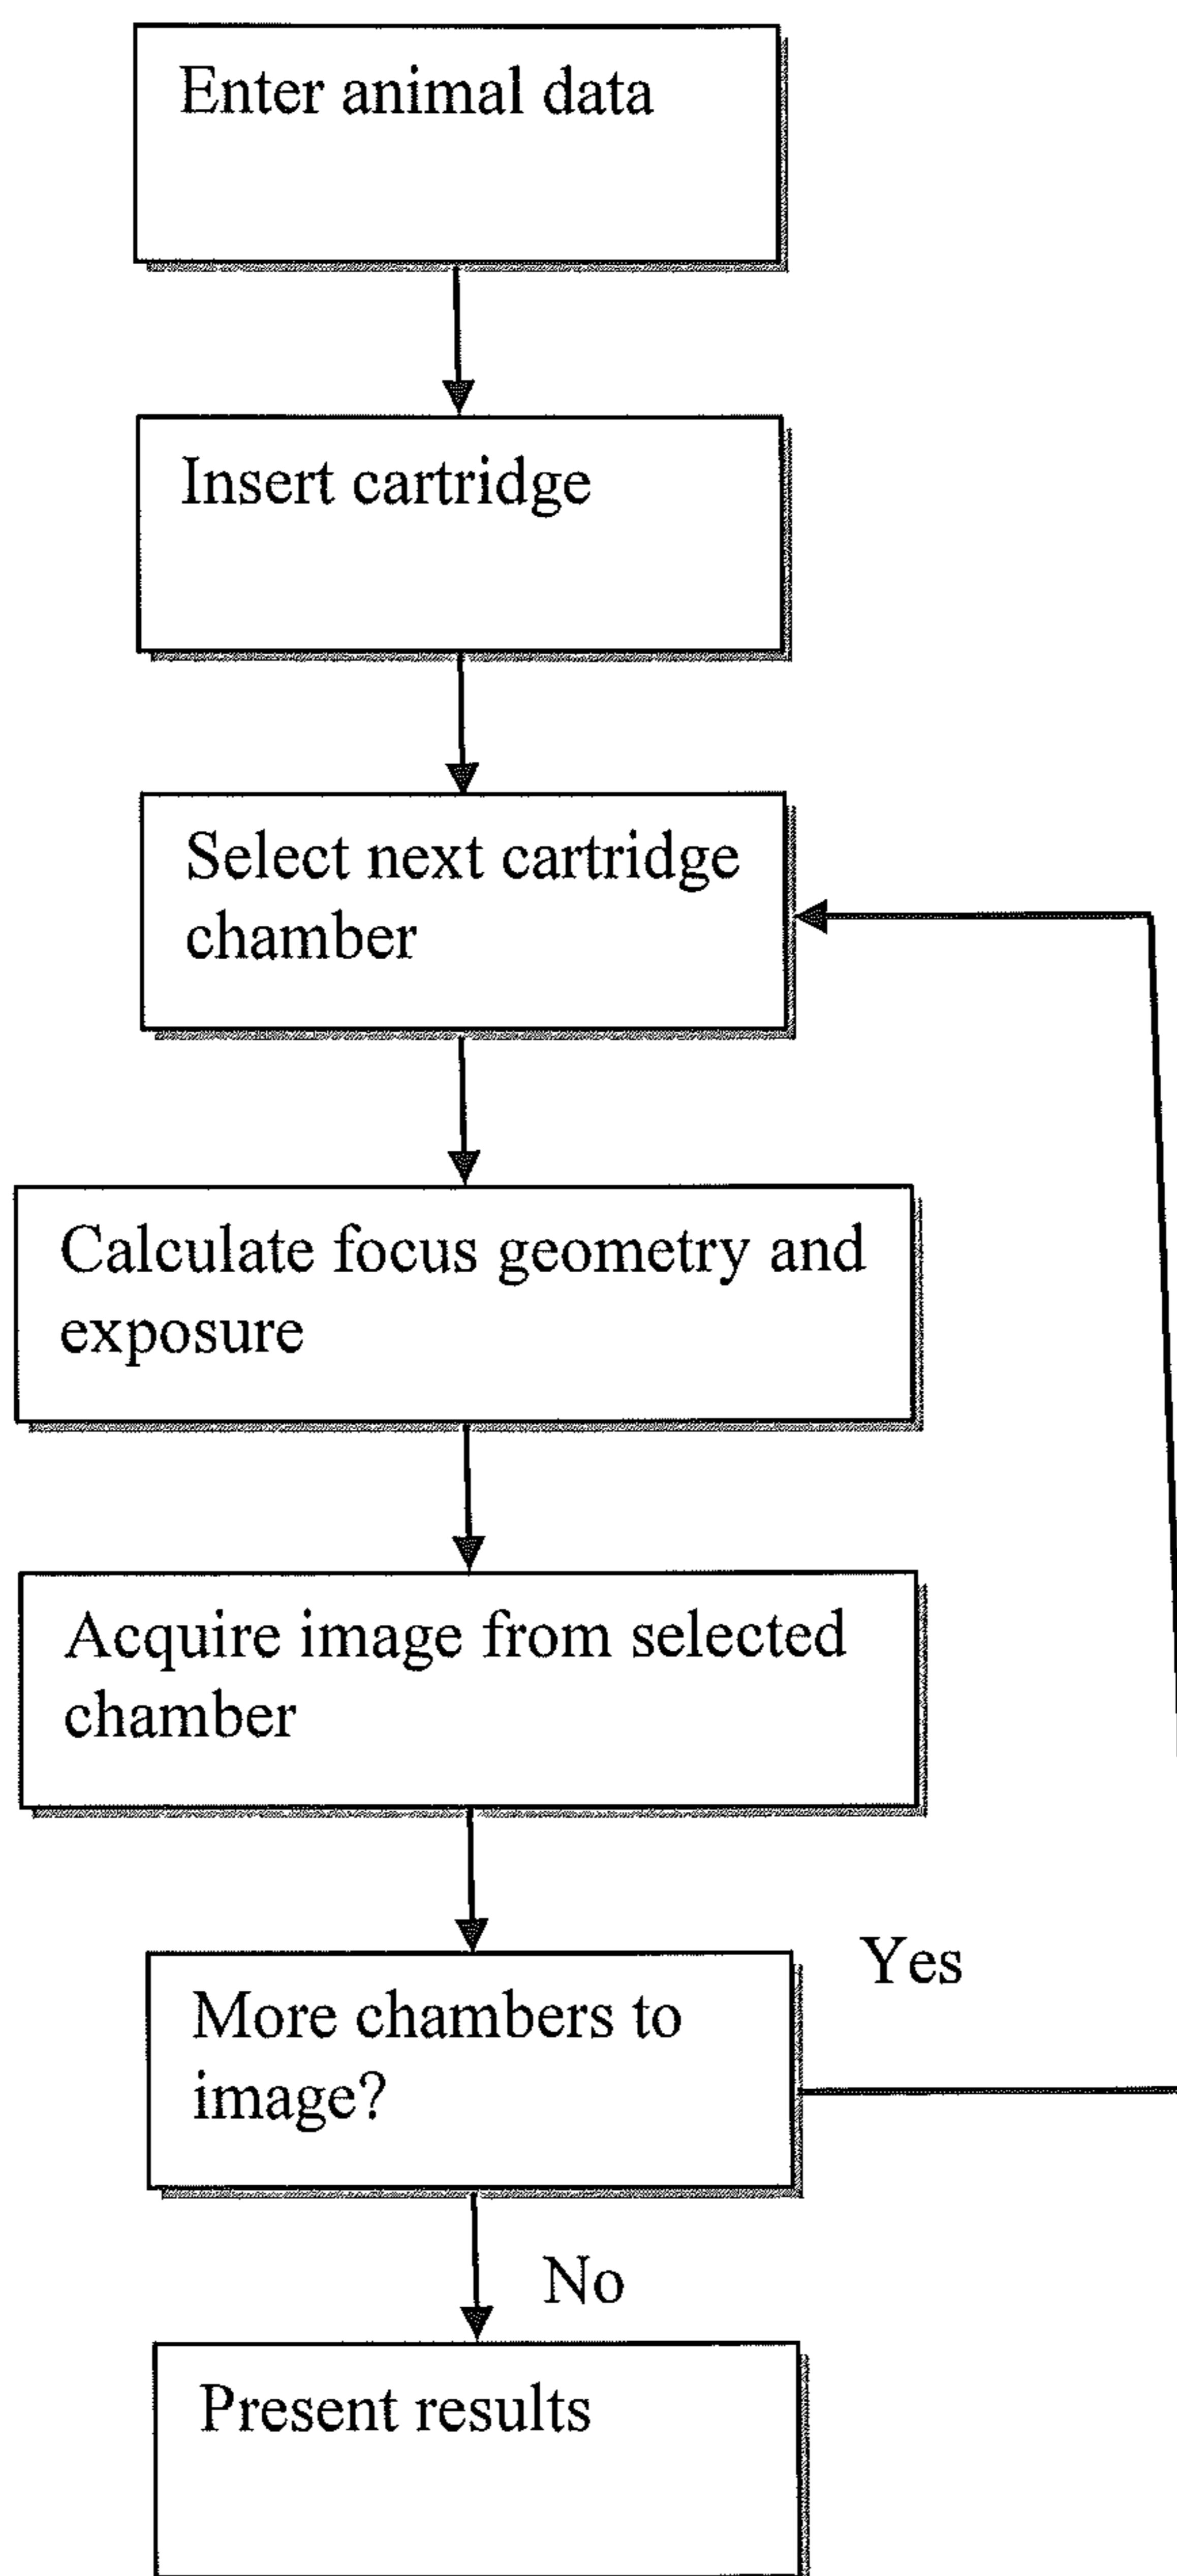 Enter animal data
Insert cartridge
Select next cartridge
chamber
Calculate focus geometry and
exposure
Acquire image from selected
chamber
Yes
More chambers to
image?
No
Present results